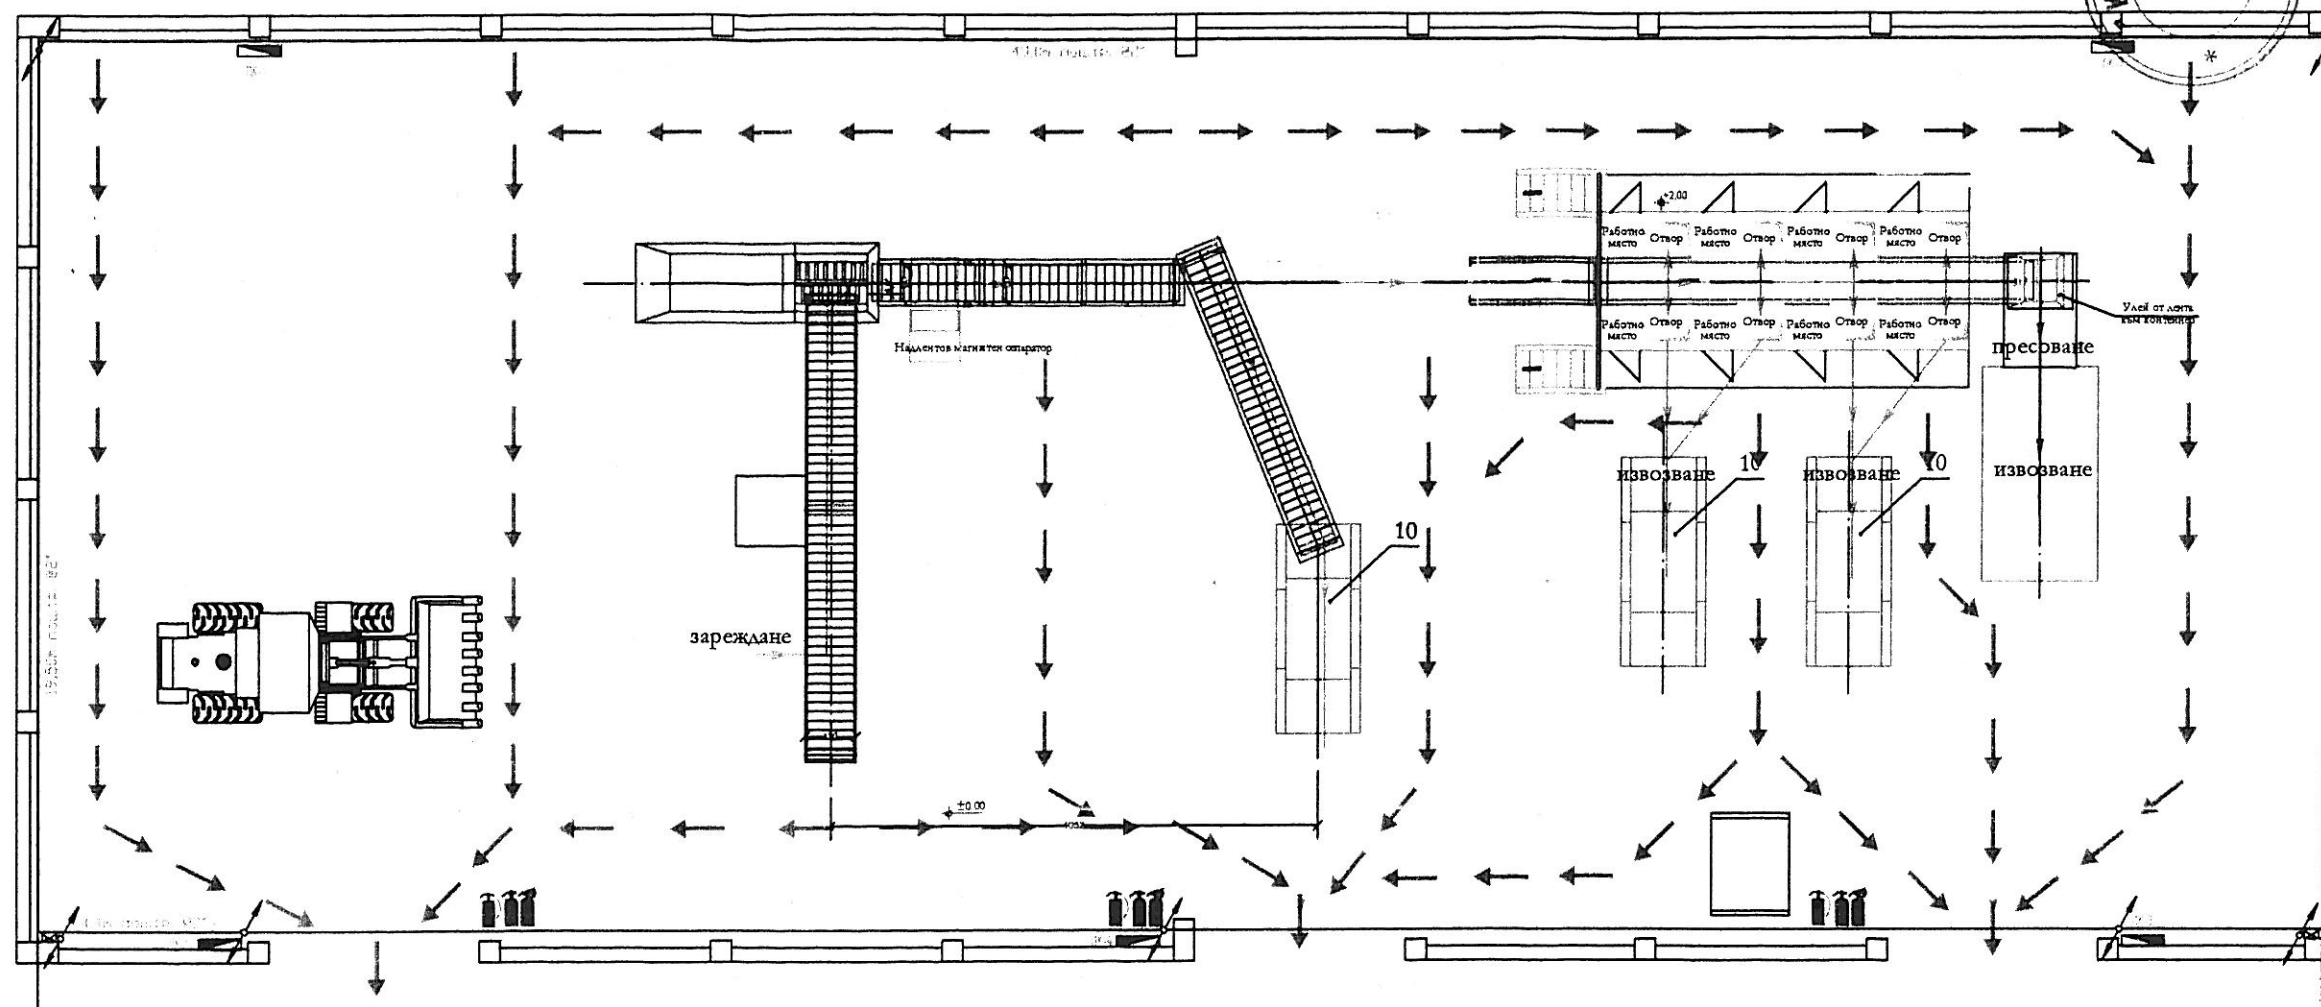 +2,00
Работно място Отвор Работно място Отвор Работно място Отвор Работно място Отвор
Улей от лента
към контейнер
Работно място Отвор Работно място Отвор Работно място Отвор Работно място Отвор
Надлентов магнитен сепаратор
пресоване
извозване 10
извозване 10
извозване
10
зареждане
±0.00
*